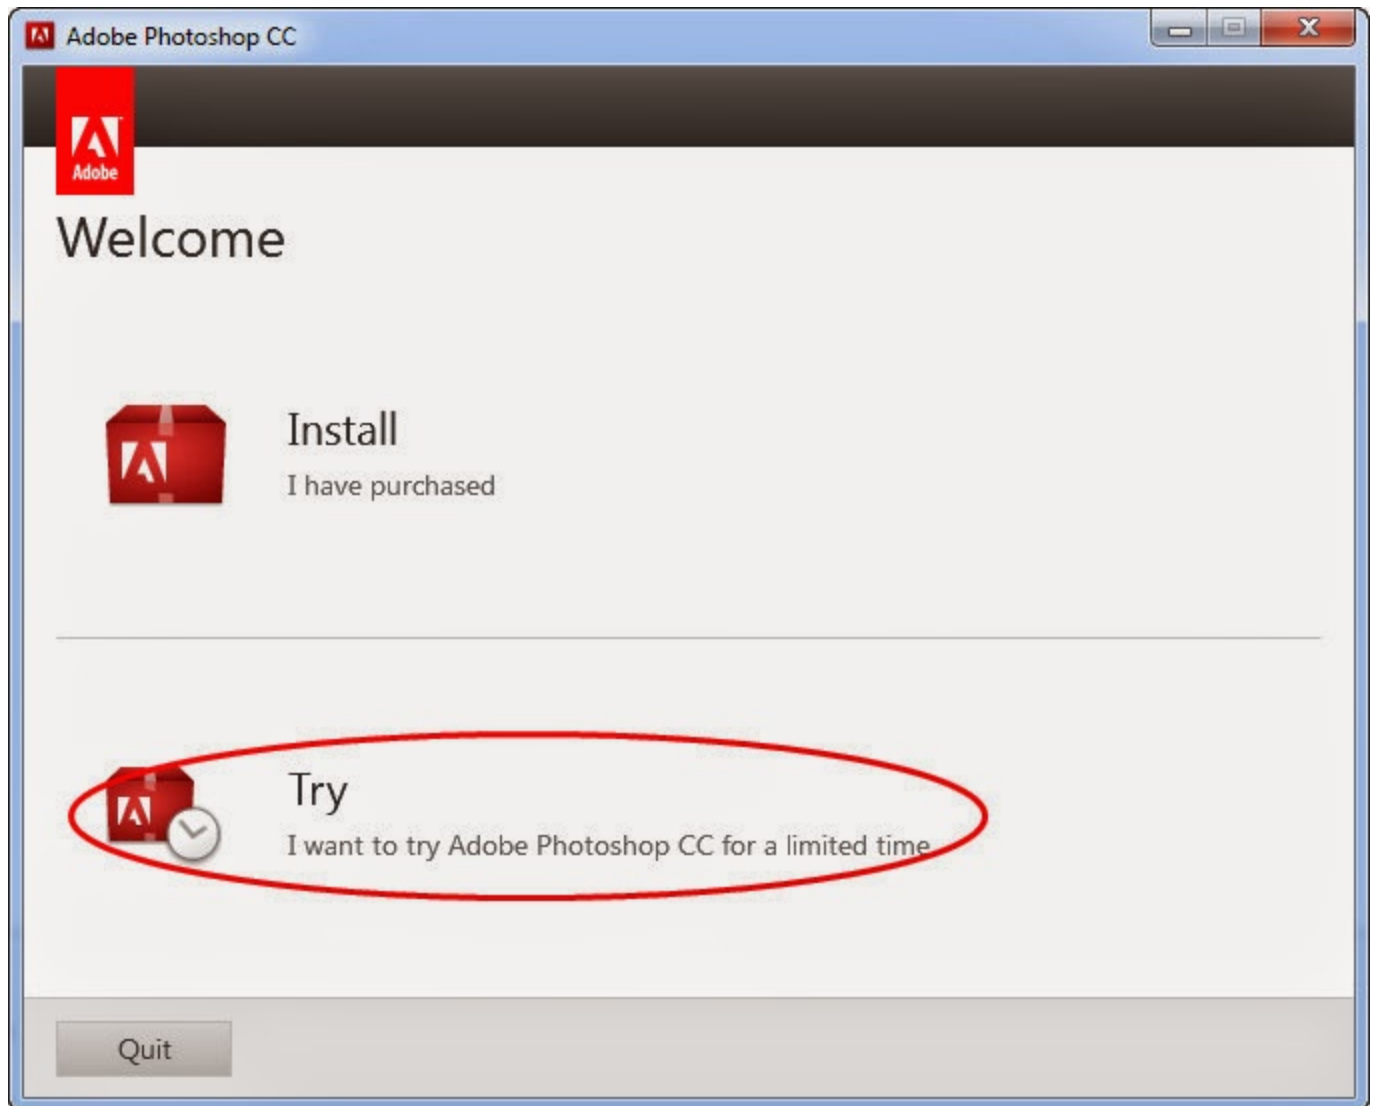 Adobe Photoshop CC
Adobe
Welcome
Install
I have purchased
Try
I want to try Adobe Photoshop CC for a limited time
Quit